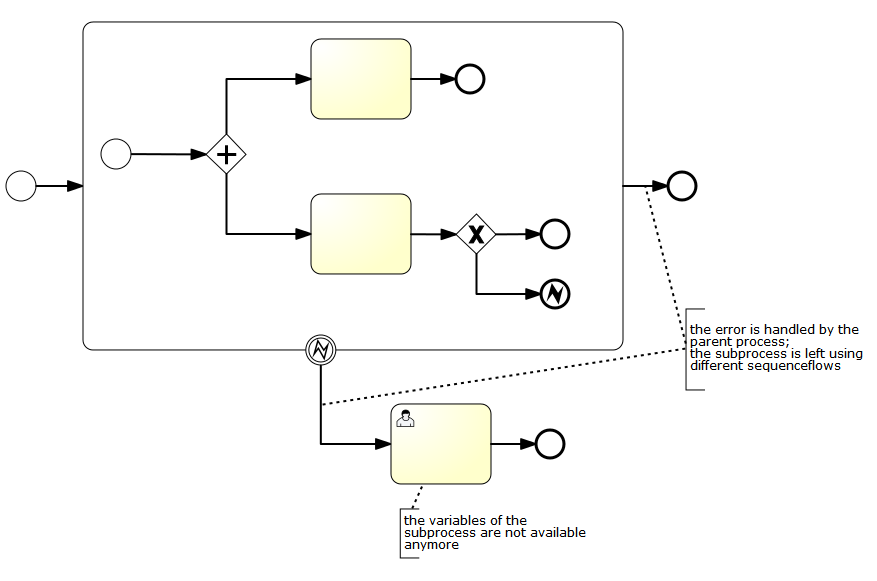 the error is handled by the
parent process;
the subprocess is left using
different sequenceflows
the variables of the
subprocess are not available
anymore